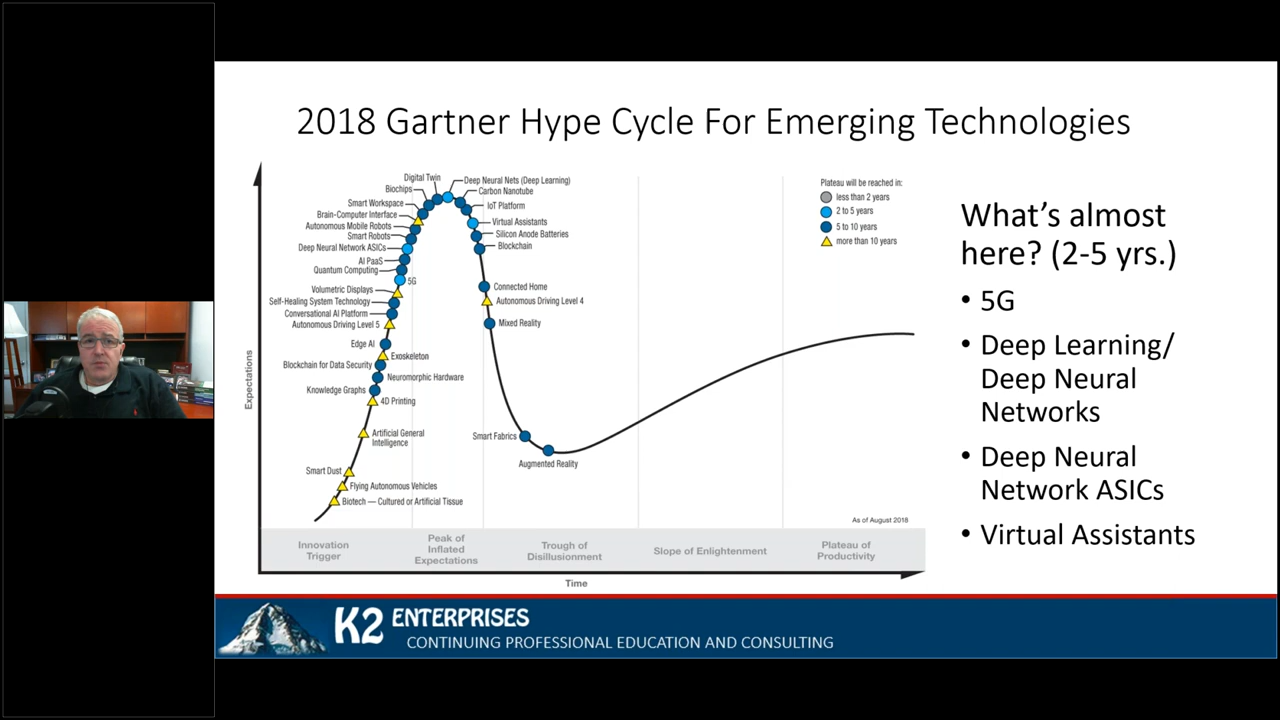 2018 Gartner Hype Cycle For Emerging Technologies
Digital Twin
Biochips
Smart Workspace
Brain-Computer Interface
Autonomous Mobile Robots
Smart Robots
Deep Neural Network ASICs
AI PaaS
Quantum Computing
5G
Volumetric Displays
Self-Healing System Technology
Conversational AI Platform
Autonomous Driving Level 5
Edge AI
Exoskeleton
Blockchain for Data Security
Neuromorphic Hardware
Knowledge Graphs
4D Printing
Artificial General
Intelligence
Smart Dust
Flying Autonomous Vehicles
Biotech — Cultured or Artificial Tissue
Deep Neural Nets (Deep Learning)
Carbon Nanotube
IoT Platform
Virtual Assistants
Silicon Anode Batteries
Blockchain
Connected Home
Autonomous Driving Level 4
Mixed Reality
Smart Fabrics
Augmented Reality
Plateau will be reached in:
less than 2 years
2 to 5 years
5 to 10 years
more than 10 years
As of August 2018
Expectations
Innovation
Trigger
Peak of
Inflated
Expectations
Trough of
Disillusionment
Slope of Enlightenment
Plateau of
Productivity
Time
What's almost
here? (2-5 yrs.)
• 5G
• Deep Learning/
Deep Neural
Networks
• Deep Neural
Network ASICs
• Virtual Assistants
K2 ENTERPRISES
CONTINUING PROFESSIONAL EDUCATION AND CONSULTING